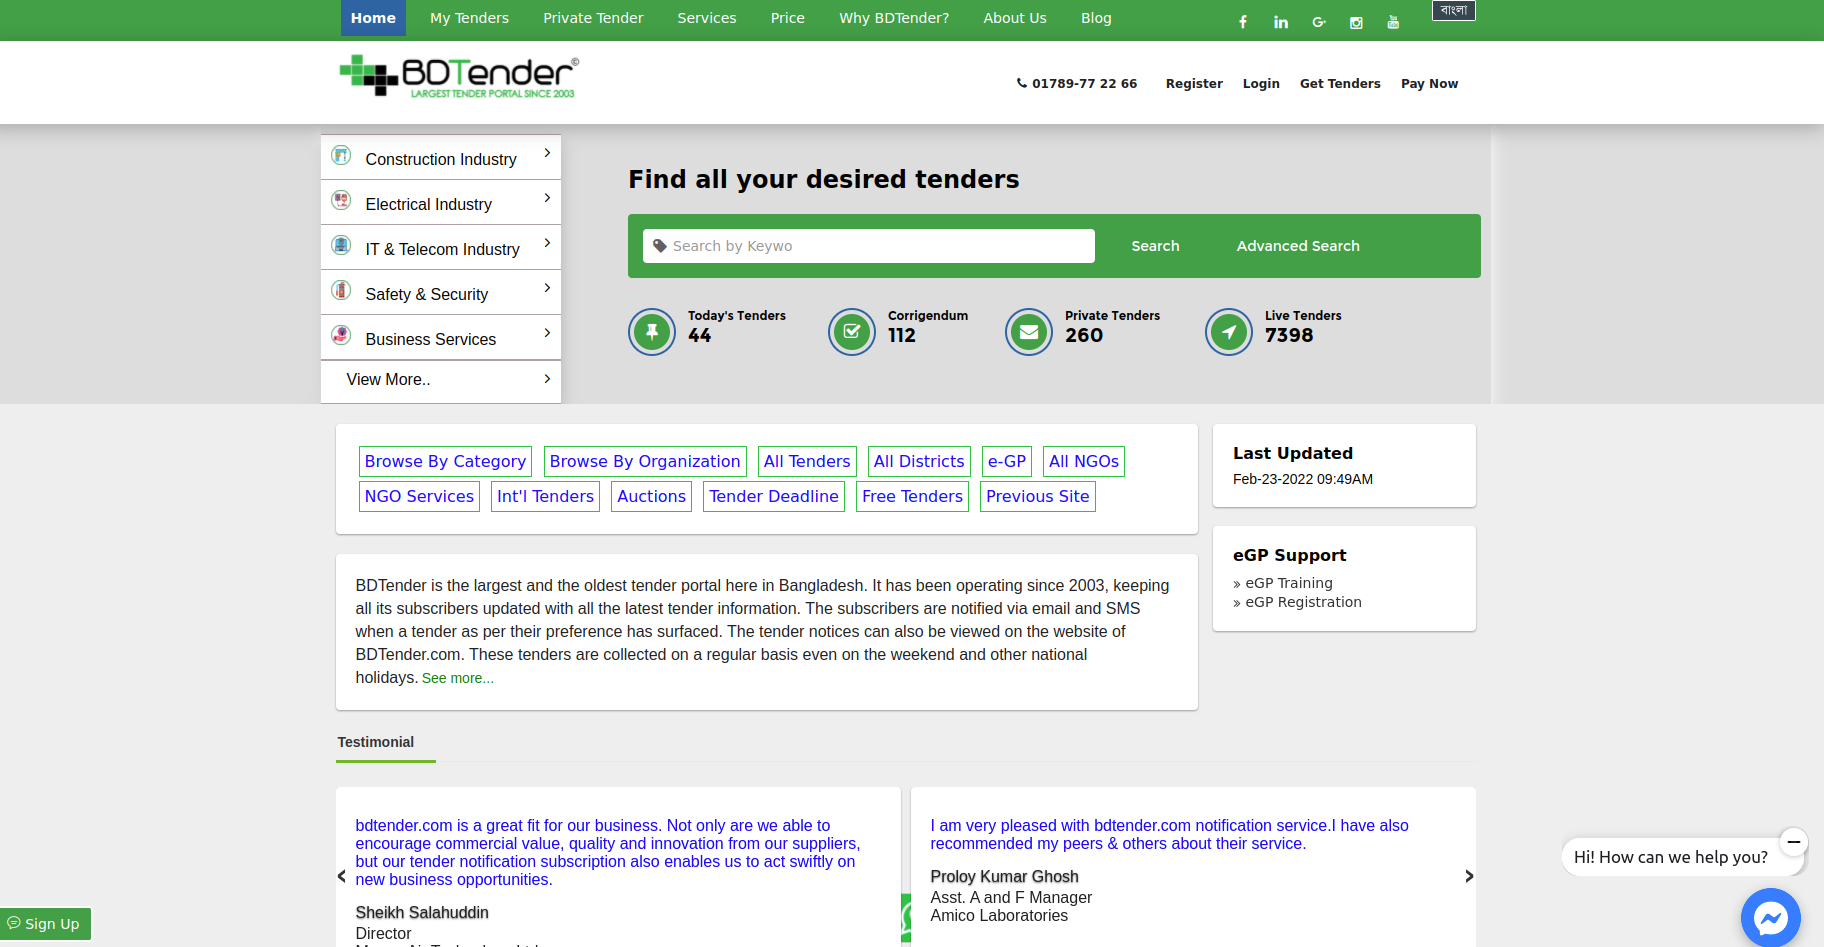 Home My Tenders Private Tender Services Price Why BDTender? About Us Blog বাংলা
BDTender©
LARGEST TENDER PORTAL SINCE 2003
01789-77 22 66 Register Login Get Tenders Pay Now
Construction Industry
Electrical Industry
IT & Telecom Industry
Safety & Security
Business Services
View More..
Find all your desired tenders
Search by Keywo Search Advanced Search
Today's Tenders
44
Corrigendum
112
Private Tenders
260
Live Tenders
7398
Browse By Category Browse By Organization All Tenders All Districts e-GP All NGOs
NGO Services Int'l Tenders Auctions Tender Deadline Free Tenders Previous Site
Last Updated
Feb-23-2022 09:49AM
eGP Support
» eGP Training
» eGP Registration
BDTender is the largest and the oldest tender portal here in Bangladesh. It has been operating since 2003, keeping
all its subscribers updated with all the latest tender information. The subscribers are notified via email and SMS
when a tender as per their preference has surfaced. The tender notices can also be viewed on the website of
BDTender.com. These tenders are collected on a regular basis even on the weekend and other national
holidays. See more...
Testimonial
bdtender.com is a great fit for our business. Not only are we able to
encourage commercial value, quality and innovation from our suppliers,
but our tender notification subscription also enables us to act swiftly on
new business opportunities.
Sheikh Salahuddin
Director
I am very pleased with bdtender.com notification service.I have also
recommended my peers & others about their service.
Proloy Kumar Ghosh
Asst. A and F Manager
Amico Laboratories
Hi! How can we help you?
Sign Up